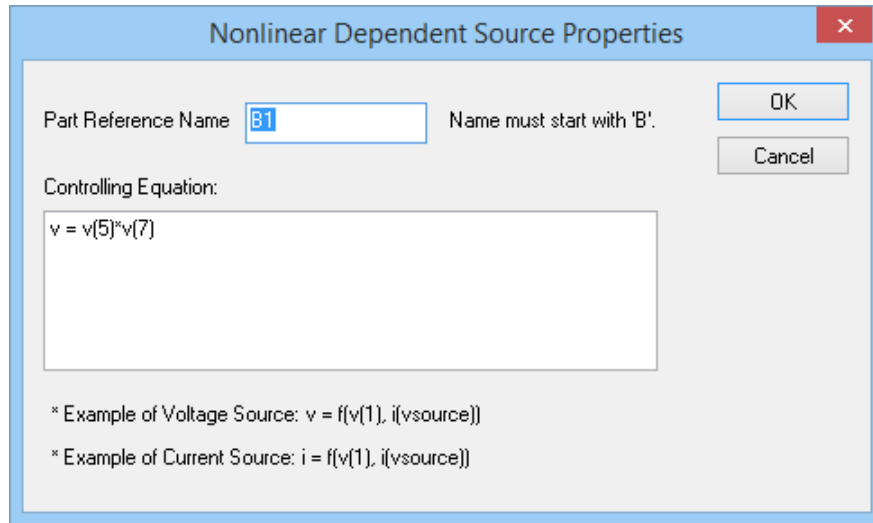 Nonlinear Dependent Source Properties
Part Reference Name B1 Name must start with 'B'.
OK
Cancel
Controlling Equation:
v = v(5)*v(7)
* Example of Voltage Source: v = f(v(1), i(vsource))
* Example of Current Source: i = f(v(1), i(vsource))